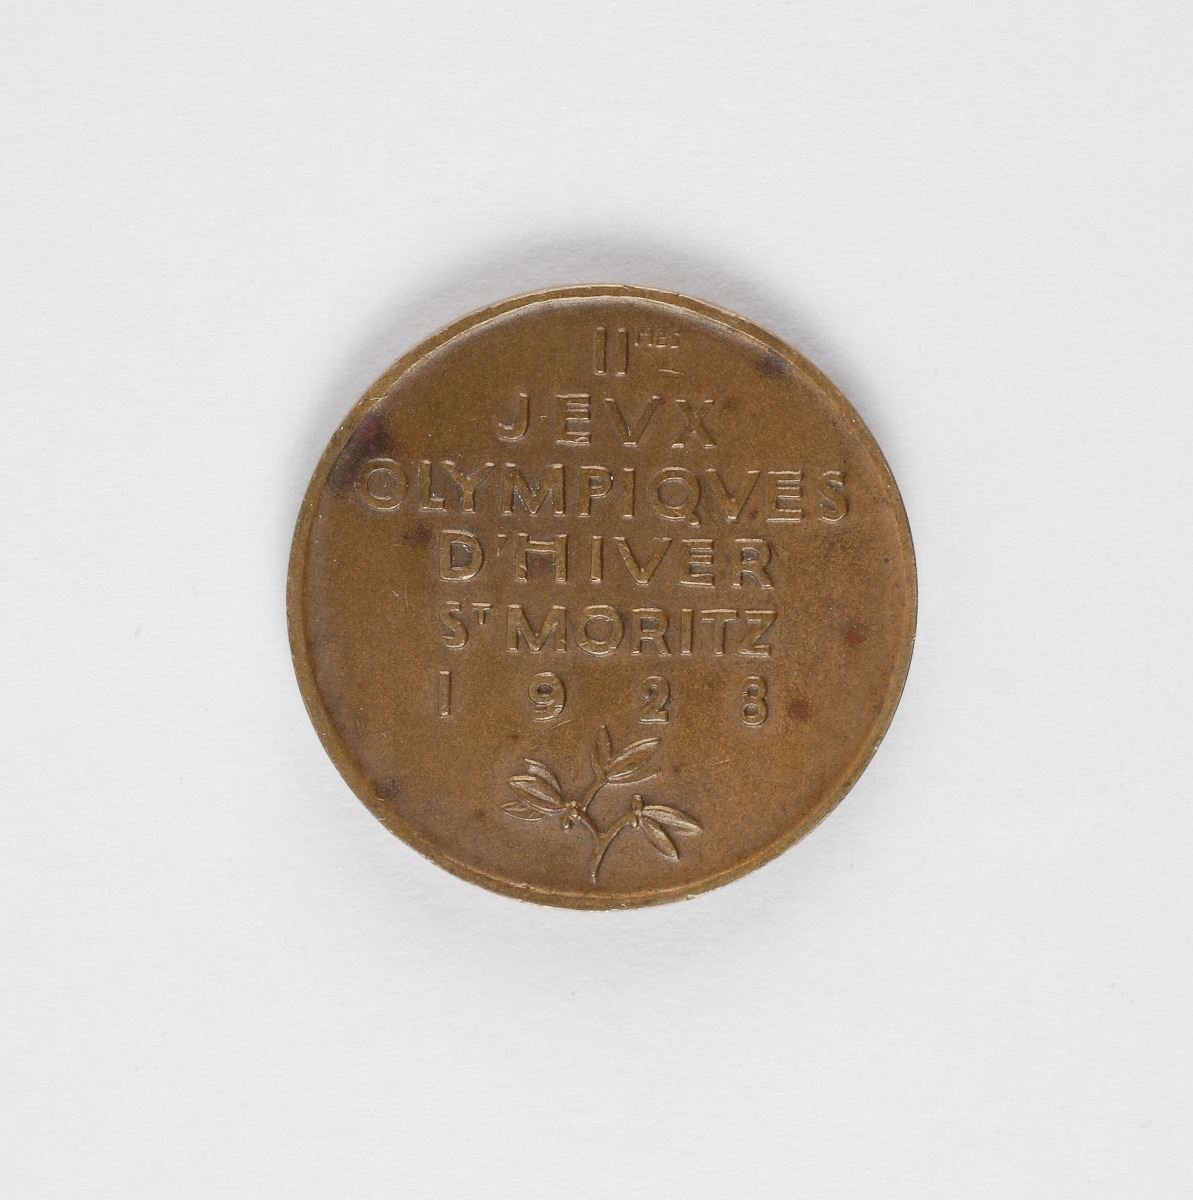 IIMES
JEVX
OLYMPIQVES
D'HIVER
ST MORITZ
1928